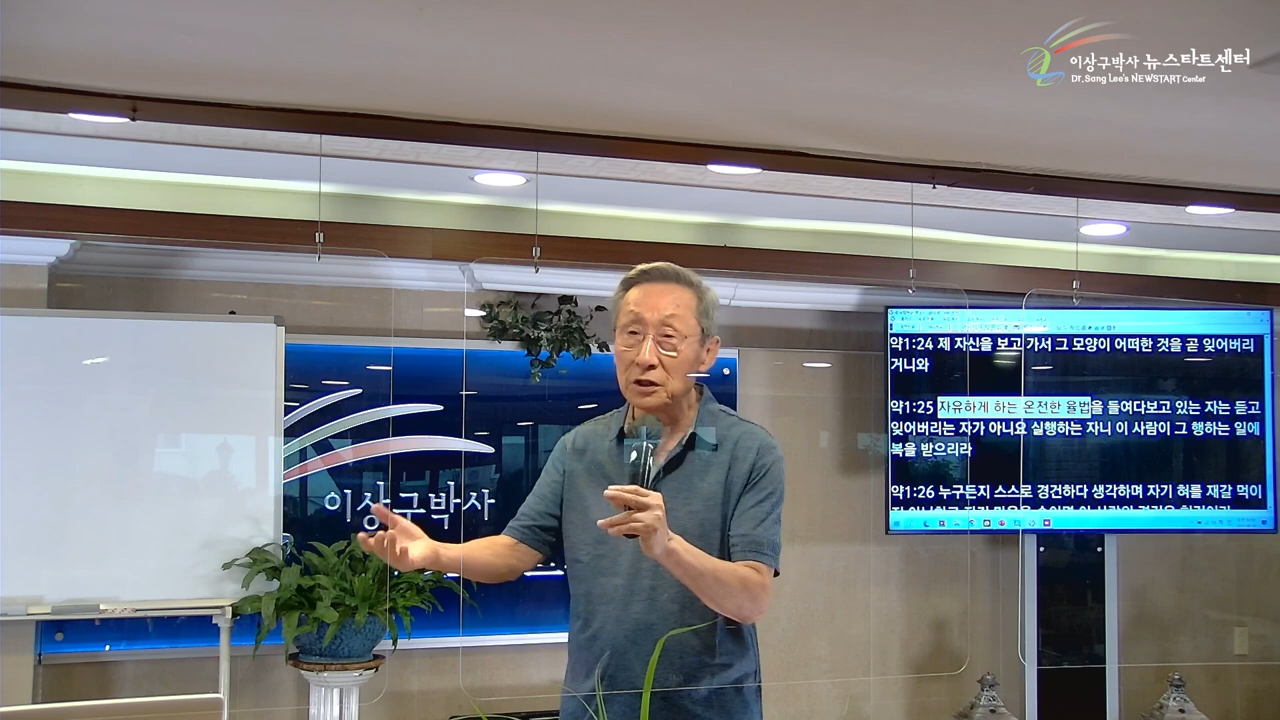 이상구박사 뉴스타트센터
Dr. Sang Lee's NEWSTART Center
약1:24 제 자신을 보고 가서 그 모양이 어떠한 것을 곧 잊어버리
거니와
약1:25 자유하게 하는 온전한 율법을 들여다보고 있는 자는 듣고
잊어버리는 자가 아니요 실행하는 자니 이 사람이 그 행하는 일에
복을 받으리라
약1:26 누구든지 스스로 경건하다 생각하며 자기 혀를 재갈 먹이
이상구박사